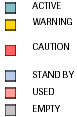 ACTIVE
WARNING
CAUTION
STAND BY
USED
EMPTY